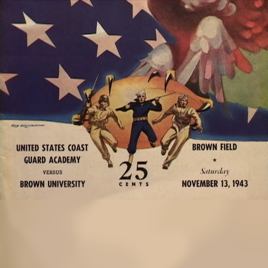 UNITED STATES COAST
GUARD ACADEMY
VERSUS
BROWN UNIVERSITY
25
CENTS
BROWN FIELD
Saturday
NOVEMBER 13, 1943